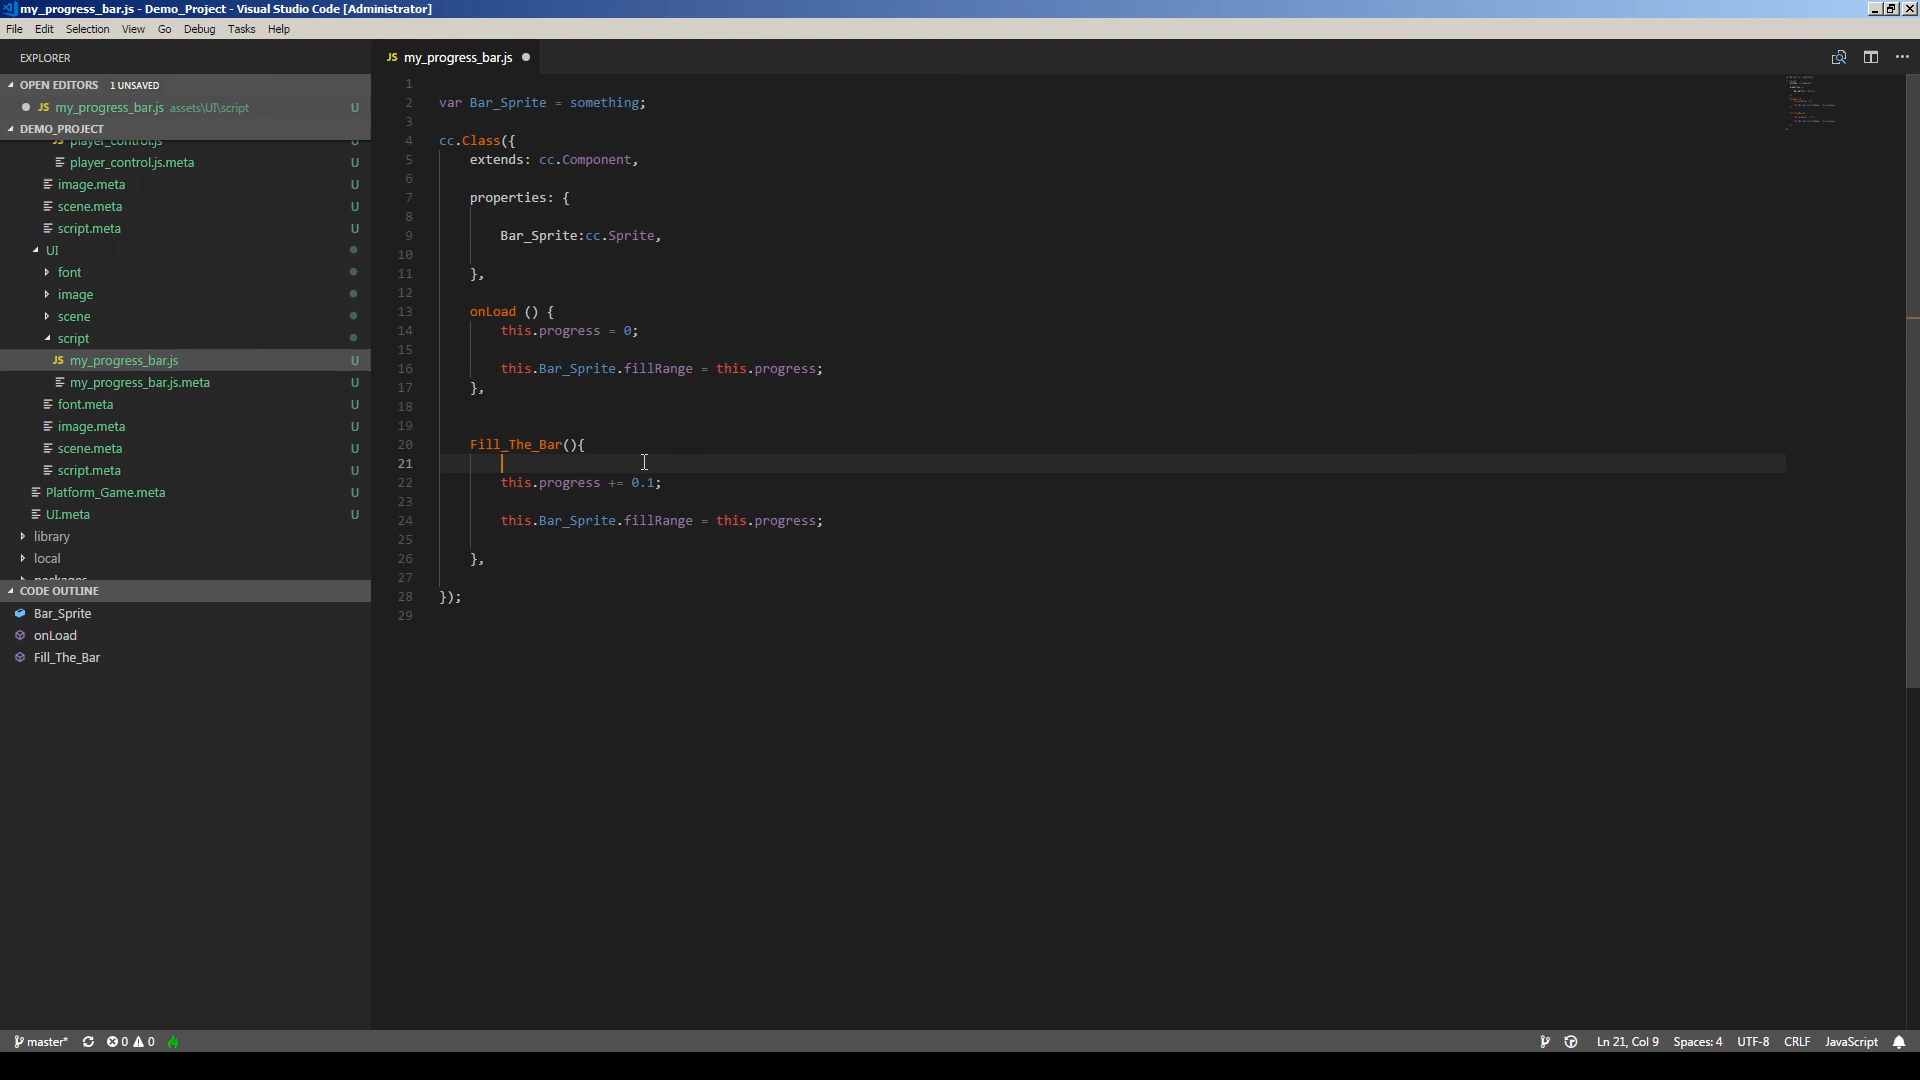 my_progress_bar.js - Demo_Project - Visual Studio Code [Administrator]
File Edit Selection View Go Debug Tasks Help
EXPLORER
OPEN EDITORS 1 UNSAVED
JS my_progress_bar.js assets\UI\script U
DEMO_PROJECT
player_control.js U
player_control.js.meta U
image.meta U
scene.meta U
script.meta U
UI
font
image
scene
script
JS my_progress_bar.js U
my_progress_bar.js.meta U
font.meta U
image.meta U
scene.meta U
script.meta U
Platform_Game.meta U
UI.meta U
library
local
packages
CODE OUTLINE
Bar_Sprite
onLoad
Fill_The_Bar
JS my_progress_bar.js
1
2 var Bar_Sprite = something;
3
4 cc.Class({
5 extends: cc.Component,
6
7 properties: {
8
9 Bar_Sprite:cc.Sprite,
10
11 },
12
13 onLoad () {
14 this.progress = 0;
15
16 this.Bar_Sprite.fillRange = this.progress;
17 },
18
19
20 Fill_The_Bar(){
21
22 this.progress += 0.1;
23
24 this.Bar_Sprite.fillRange = this.progress;
25
26 },
27
28 });
29
master* 0 0 Ln 21, Col 9 Spaces: 4 UTF-8 CRLF JavaScript